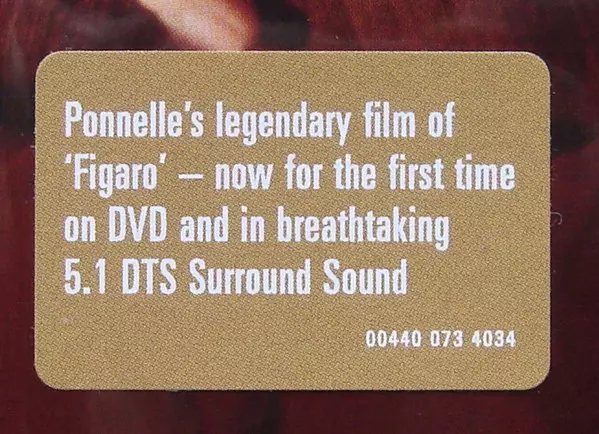 Ponnelle's legendary film of
'Figaro' – now for the first time
on DVD and in breathtaking
5.1 DTS Surround Sound
00440 073 4034